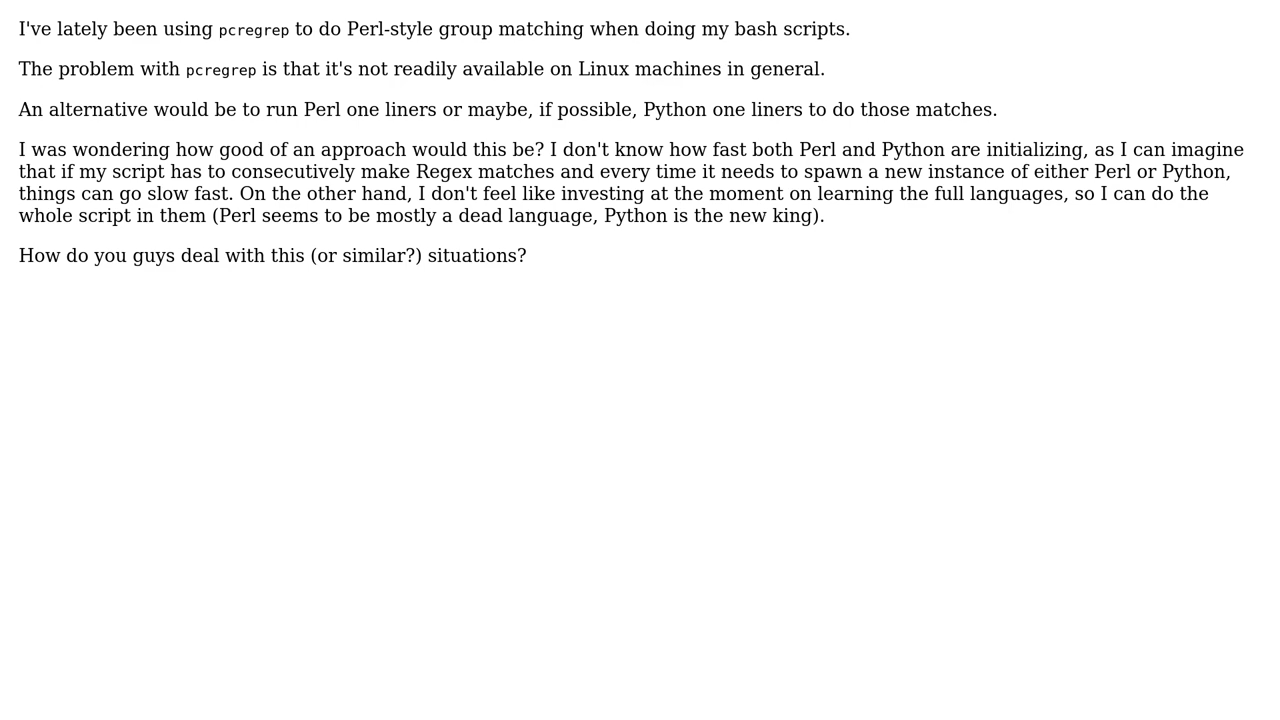 I've lately been using pcregrep to do Perl-style group matching when doing my bash scripts.
The problem with pcregrep is that it's not readily available on Linux machines in general.
An alternative would be to run Perl one liners or maybe, if possible, Python one liners to do those matches.
I was wondering how good of an approach would this be? I don't know how fast both Perl and Python are initializing, as I can imagine
that if my script has to consecutively make Regex matches and every time it needs to spawn a new instance of either Perl or Python,
things can go slow fast. On the other hand, I don't feel like investing at the moment on learning the full languages, so I can do the
whole script in them (Perl seems to be mostly a dead language, Python is the new king).
How do you guys deal with this (or similar?) situations?